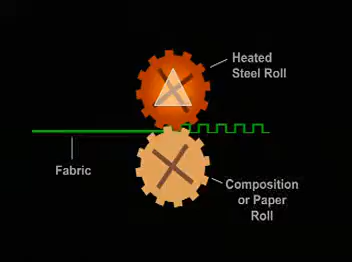 Heated
Steel Roll
Fabric
Composition
or Paper
Roll